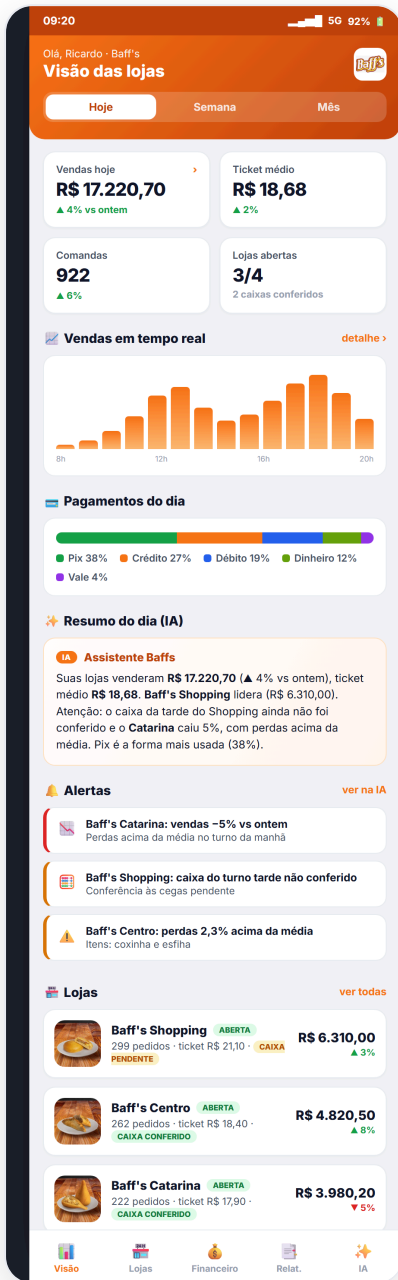 09:20 5G 92%
Olá, Ricardo · Baff's
Visão das lojas
Baff's
Hoje Semana Mês
Vendas hoje ›
R$ 17.220,70
▲ 4% vs ontem
Ticket médio
R$ 18,68
▲ 2%
Comandas
922
▲ 6%
Lojas abertas
3/4
2 caixas conferidos
Vendas em tempo real detalhe ›
8h 12h 16h 20h
Pagamentos do dia
Pix 38% Crédito 27% Débito 19% Dinheiro 12%
Vale 4%
Resumo do dia (IA)
IA Assistente Baffs
Suas lojas venderam R$ 17.220,70 (▲ 4% vs ontem), ticket
médio R$ 18,68. Baff's Shopping lidera (R$ 6.310,00).
Atenção: o caixa da tarde do Shopping ainda não foi
conferido e o Catarina caiu 5%, com perdas acima da
média. Pix é a forma mais usada (38%).
Alertas ver na IA
Baff's Catarina: vendas −5% vs ontem
Perdas acima da média no turno da manhã
Baff's Shopping: caixa do turno tarde não conferido
Conferência às cegas pendente
Baff's Centro: perdas 2,3% acima da média
Itens: coxinha e esfiha
Lojas ver todas
Baff's Shopping ABERTA
299 pedidos · ticket R$ 21,10 · CAIXA
PENDENTE
R$ 6.310,00
▲ 3%
Baff's Centro ABERTA
262 pedidos · ticket R$ 18,40 ·
CAIXA CONFERIDO
R$ 4.820,50
▲ 8%
Baff's Catarina ABERTA
222 pedidos · ticket R$ 17,90 ·
CAIXA CONFERIDO
R$ 3.980,20
▼ 5%
Visão Lojas Financeiro Relat. IA